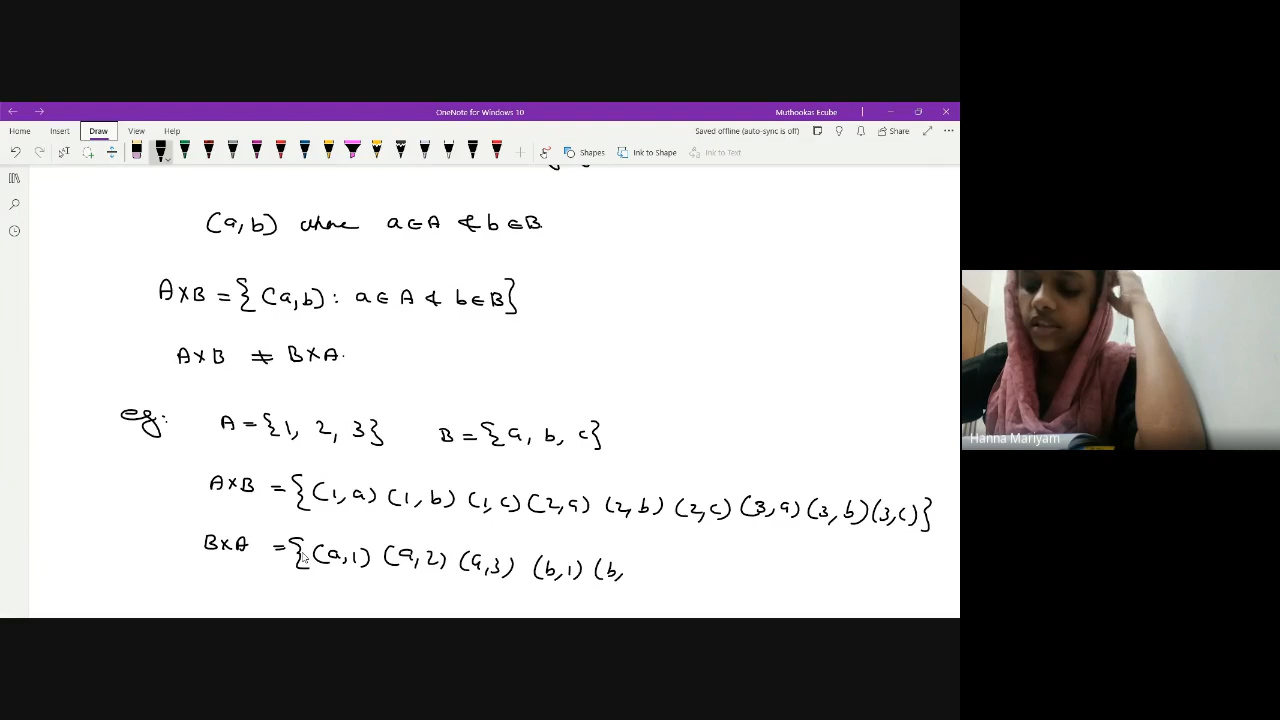 OneNote for Windows 10
Muthookas Ecube
Home Insert Draw View Help
Saved offline (auto-sync is off) Share
Shapes Ink to Shape Ink to Text
(a,b) where a∈A & b∈B.
A×B = {(a,b): a∈A & b∈B}
A×B ≠ B×A.
eg: A = {1, 2, 3} B = {a, b, c}
A×B = {(1,a) (1,b) (1,c) (2,a) (2,b) (2,c) (3,a) (3,b) (3,c)}
B×A = {(a,1) (a,2) (a,3) (b,1) (b,
Hanna Mariyam